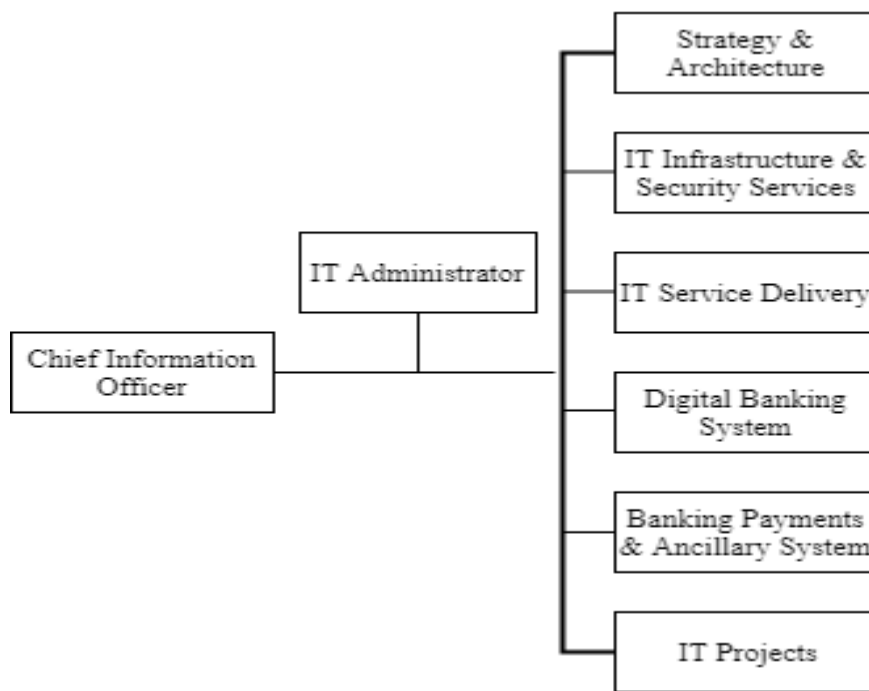 Strategy &
Architecture
IT Infrastructure &
Security Services
IT Administrator
IT Service Delivery
Chief Information
Officer
Digital Banking
System
Banking Payments
& Ancillary System
IT Projects